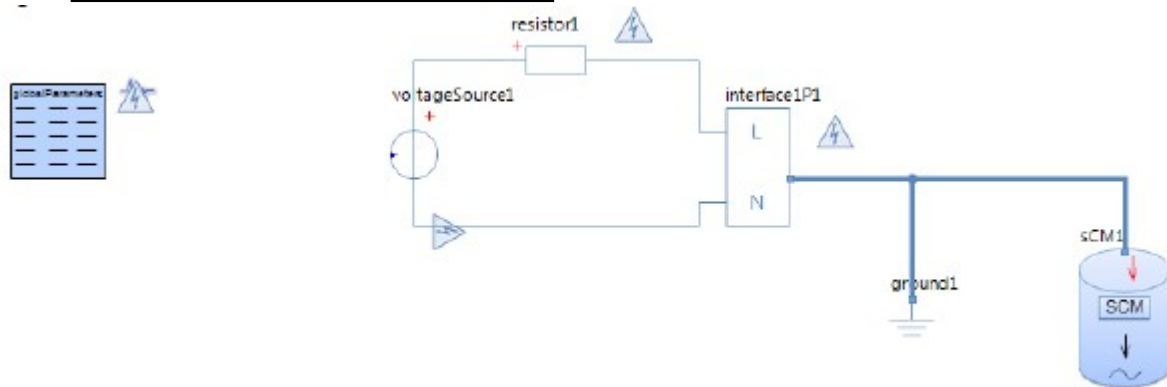 resistor1
globalParameters
voltageSource1
interface1P1
L
N
sCM1
ground1
SCM